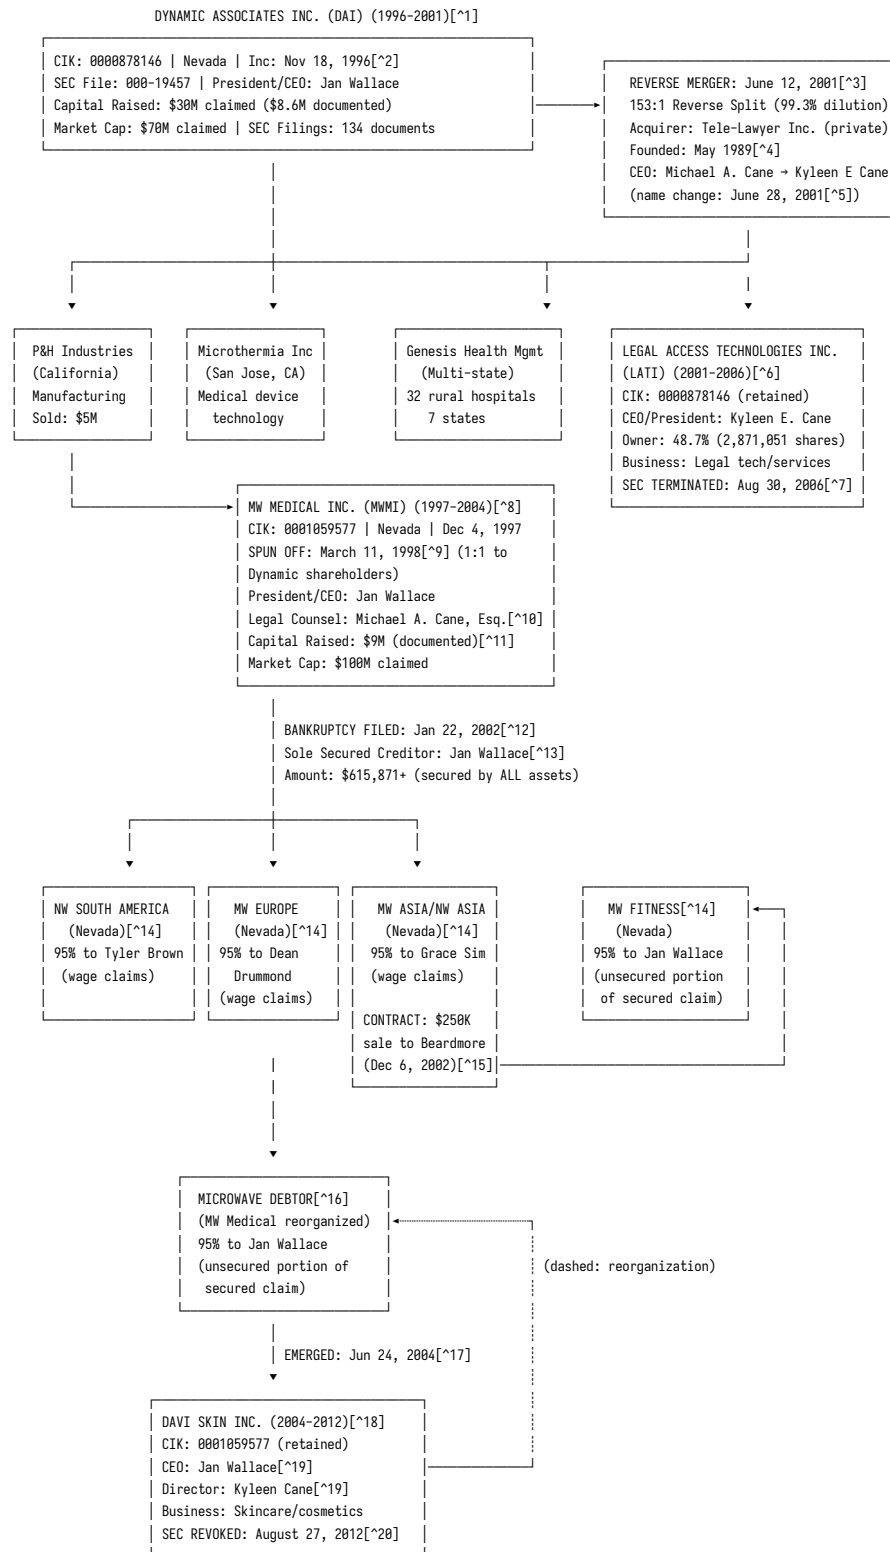 DYNAMIC ASSOCIATES INC. (DAI) (1996-2001)[^1]
CIK: 0000878146 | Nevada | Inc: Nov 18, 1996[^2]
SEC File: 000-19457 | President/CEO: Jan Wallace
Capital Raised: $30M claimed ($8.6M documented)
Market Cap: $70M claimed | SEC Filings: 134 documents
REVERSE MERGER: June 12, 2001[^3]
153:1 Reverse Split (99.3% dilution)
Acquirer: Tele-Lawyer Inc. (private)
Founded: May 1989[^4]
CEO: Michael A. Cane → Kyleen E Cane
(name change: June 28, 2001[^5])
P&H Industries
(California)
Manufacturing
Sold: $5M
Microthermia Inc
(San Jose, CA)
Medical device
technology
Genesis Health Mgmt
(Multi-state)
32 rural hospitals
7 states
LEGAL ACCESS TECHNOLOGIES INC.
(LATI) (2001-2006)[^6]
CIK: 0000878146 (retained)
CEO/President: Kyleen E. Cane
Owner: 48.7% (2,871,051 shares)
Business: Legal tech/services
SEC TERMINATED: Aug 30, 2006[^7]
MW MEDICAL INC. (MWMI) (1997-2004)[^8]
CIK: 0001059577 | Nevada | Dec 4, 1997
SPUN OFF: March 11, 1998[^9] (1:1 to
Dynamic shareholders)
President/CEO: Jan Wallace
Legal Counsel: Michael A. Cane, Esq.[^10]
Capital Raised: $9M (documented)[^11]
Market Cap: $100M claimed
BANKRUPTCY FILED: Jan 22, 2002[^12]
Sole Secured Creditor: Jan Wallace[^13]
Amount: $615,871+ (secured by ALL assets)
NW SOUTH AMERICA
(Nevada)[^14]
95% to Tyler Brown
(wage claims)
MW EUROPE
(Nevada)[^14]
95% to Dean
Drummond
(wage claims)
MW ASIA/NW ASIA
(Nevada)[^14]
95% to Grace Sim
(wage claims)
CONTRACT: $250K
sale to Beardmore
(Dec 6, 2002)[^15]
MW FITNESS[^14]
(Nevada)
95% to Jan Wallace
(unsecured portion
of secured claim)
MICROWAVE DEBTOR[^16]
(MW Medical reorganized)
95% to Jan Wallace
(unsecured portion of
secured claim)
(dashed: reorganization)
EMERGED: Jun 24, 2004[^17]
DAVI SKIN INC. (2004-2012)[^18]
CIK: 0001059577 (retained)
CEO: Jan Wallace[^19]
Director: Kyleen Cane[^19]
Business: Skincare/cosmetics
SEC REVOKED: August 27, 2012[^20]